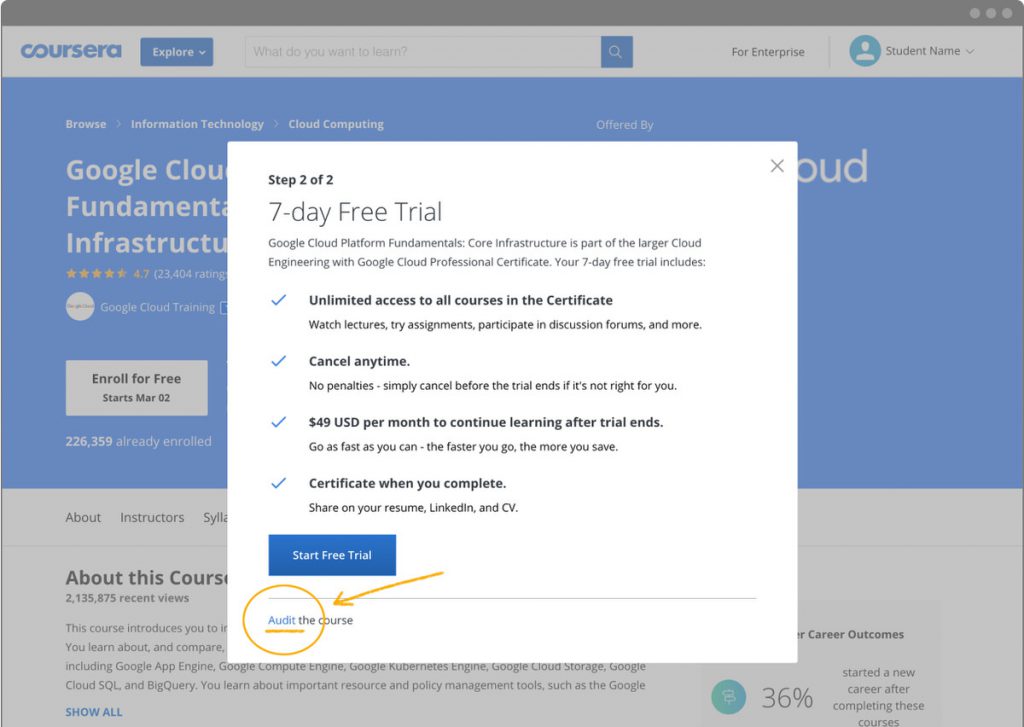 coursera
Explore
What do you want to learn?
For Enterprise
Student Name
Browse > Information Technology > Cloud Computing
Offered By
Google Cloud
Fundamenta
Infrastructu
oud
4.7 (23,404 ratings
Google Cloud Training
Enroll for Free
Starts Mar 02
226,359 already enrolled
Step 2 of 2
7-day Free Trial
Google Cloud Platform Fundamentals: Core Infrastructure is part of the larger Cloud
Engineering with Google Cloud Professional Certificate. Your 7-day free trial includes:
Unlimited access to all courses in the Certificate
Watch lectures, try assignments, participate in discussion forums, and more.
Cancel anytime.
No penalties - simply cancel before the trial ends if it's not right for you.
$49 USD per month to continue learning after trial ends.
Go as fast as you can - the faster you go, the more you save.
Certificate when you complete.
Share on your resume, LinkedIn, and CV.
Start Free Trial
Audit the course
About
Instructors
Sylla
About this Course
2,135,875 recent views
This course introduces you to i
You learn about, and compare,
including Google App Engine, Google Compute Engine, Google Kubernetes Engine, Google Cloud Storage, Google
Cloud SQL, and BigQuery. You learn about important resource and policy management tools, such as the Google
SHOW ALL
r Career Outcomes
36%
started a new
career after
completing these
courses